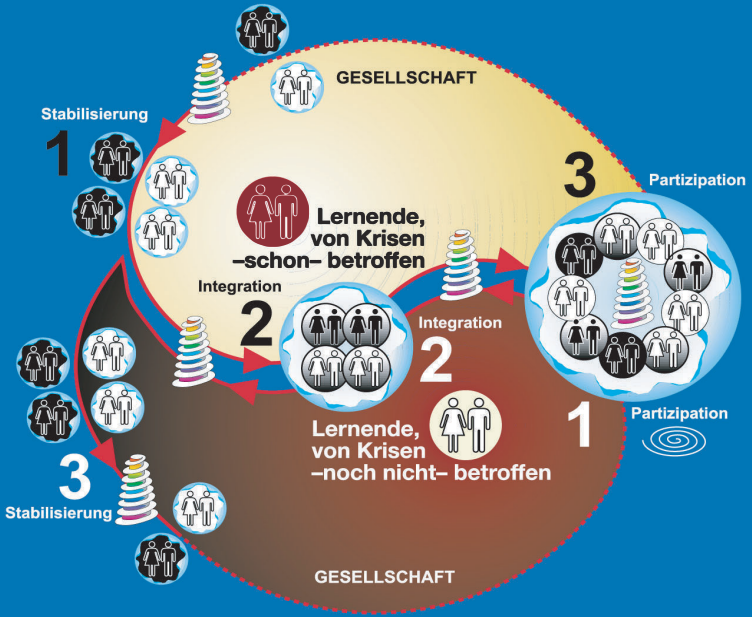 GESELLSCHAFT
Stabilisierung
1
3
Partizipation
Lernende,
von Krisen
–schon– betroffen
Integration
2
Integration
2
Lernende,
von Krisen
–noch nicht– betroffen
1
Partizipation
3
Stabilisierung
GESELLSCHAFT